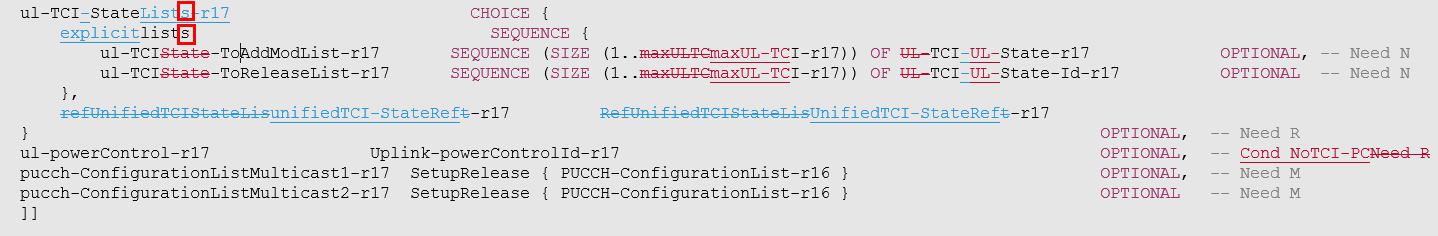 ul-TCI-StateLists-r17 CHOICE {
explicitlists SEQUENCE {
ul-TCIState-ToAddModList-r17 SEQUENCE (SIZE (1..maxULTCmaxUL-TCI-r17)) OF UL-TCI-UL-State-r17 OPTIONAL, -- Need N
ul-TCIState-ToReleaseList-r17 SEQUENCE (SIZE (1..maxULTCmaxUL-TCI-r17)) OF UL-TCI-UL-State-Id-r17 OPTIONAL -- Need N
},
refUnifiedTCIStateLisunifiedTCI-StateReft-r17 RefUnifiedTCIStateLisUnifiedTCI-StateReft-r17
} OPTIONAL, -- Need R
ul-powerControl-r17 Uplink-powerControlId-r17 OPTIONAL, -- Cond NoTCI-PCNeed R
pucch-ConfigurationListMulticast1-r17 SetupRelease { PUCCH-ConfigurationList-r16 } OPTIONAL, -- Need M
pucch-ConfigurationListMulticast2-r17 SetupRelease { PUCCH-ConfigurationList-r16 } OPTIONAL -- Need M
]]